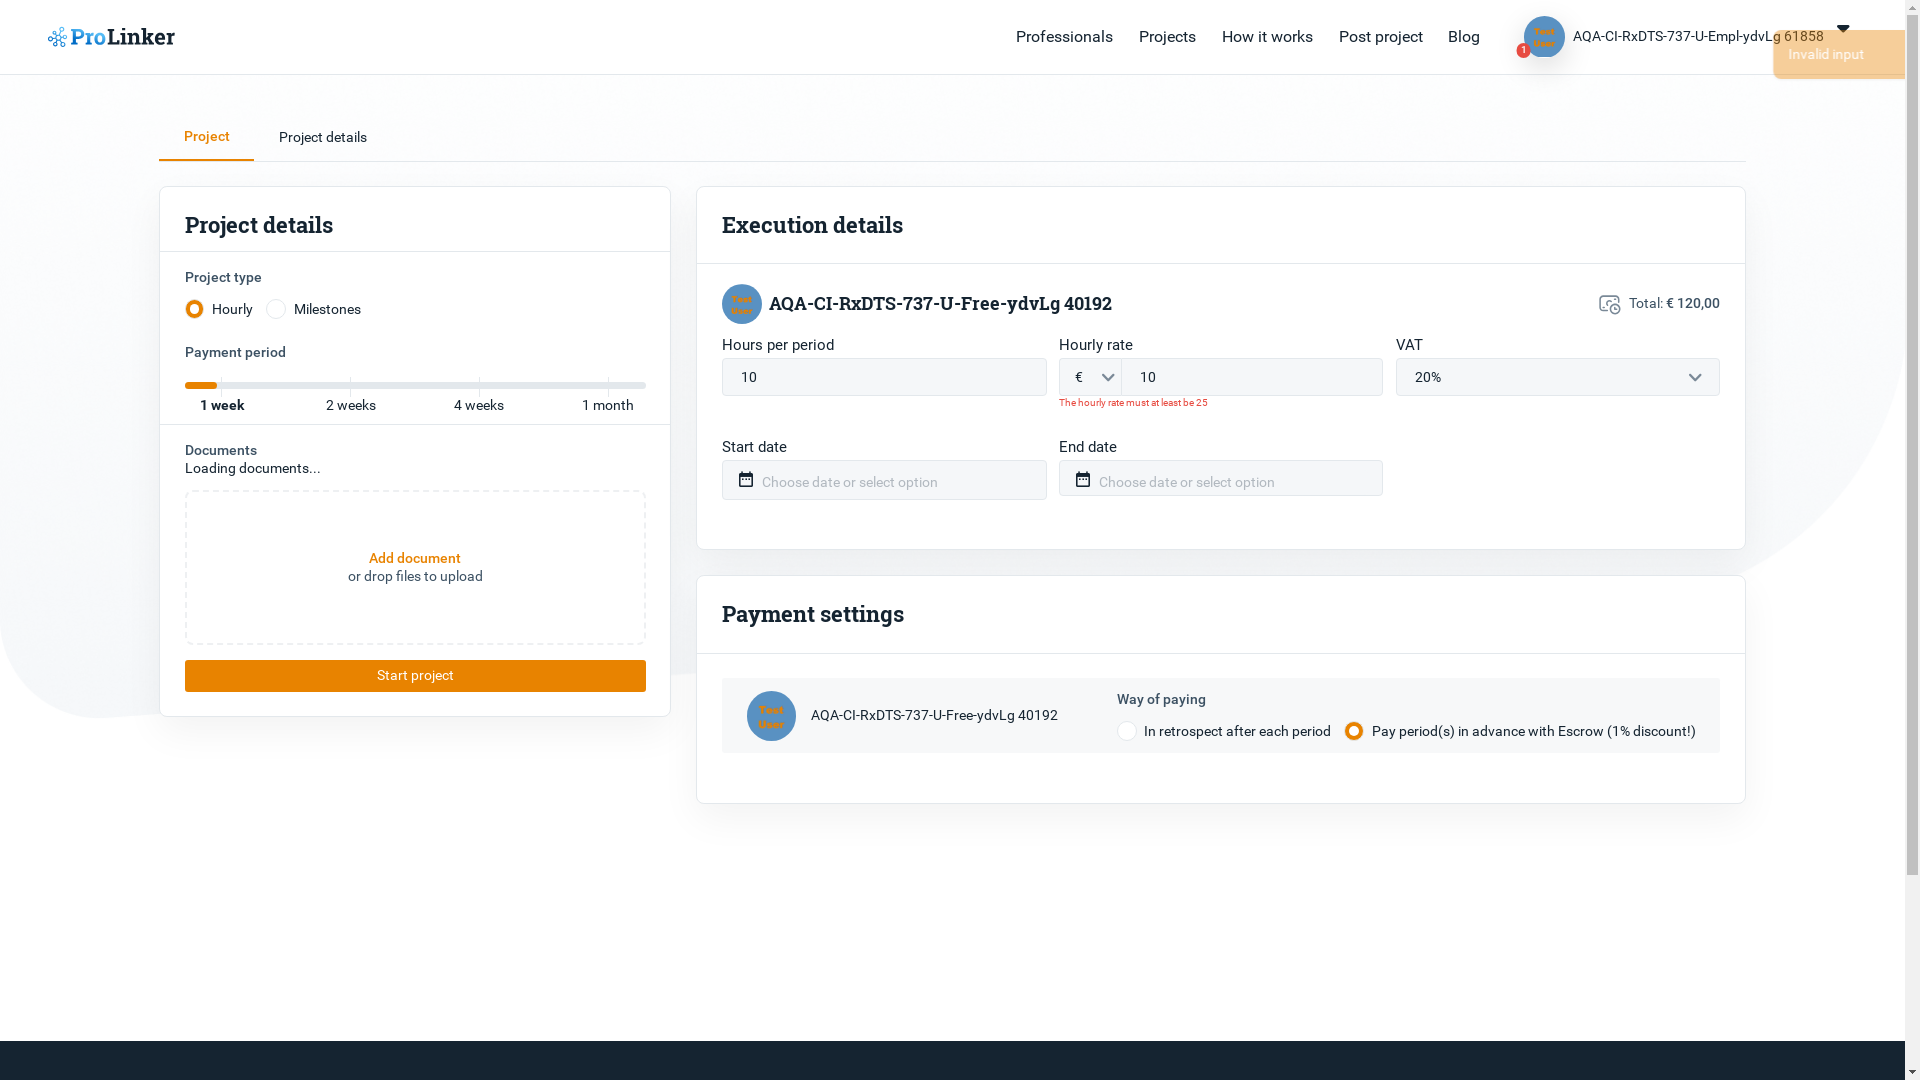 ProLinker
Professionals
Projects
How it works
Post project
Blog
Test
User
1
AQA-CI-RxDTS-737-U-Empl-ydvLg 61858
Invalid input
Project
Project details
Project details
Project type
Hourly
Milestones
Payment period
1 week
2 weeks
4 weeks
1 month
Documents
Loading documents...
Add document
or drop files to upload
Start project
Execution details
Test
User
AQA-CI-RxDTS-737-U-Free-ydvLg 40192
Total: € 120,00
Hours per period
10
Hourly rate
€
10
The hourly rate must at least be 25
VAT
20%
Start date
Choose date or select option
End date
Choose date or select option
Payment settings
Test
User
AQA-CI-RxDTS-737-U-Free-ydvLg 40192
Way of paying
In retrospect after each period
Pay period(s) in advance with Escrow (1% discount!)